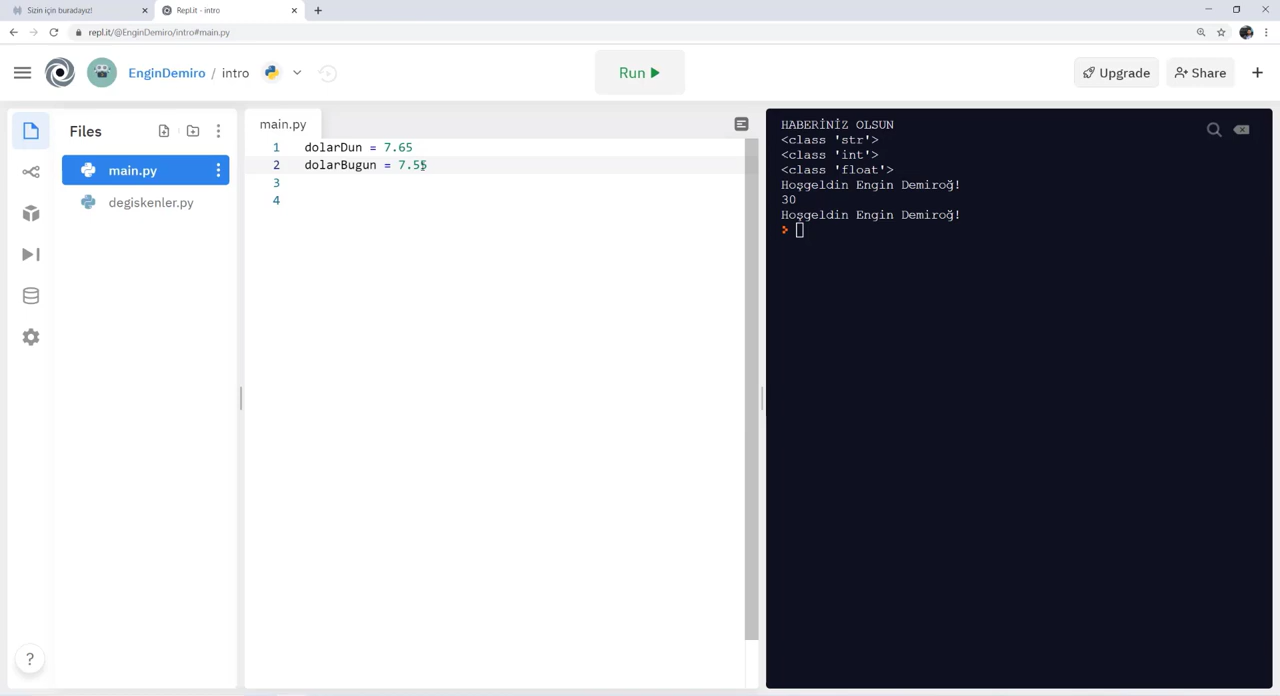 Sizin için buradayız!
Repl.it - intro
repl.it/@EnginDemiro/intro#main.py
EnginDemiro / intro
Run
Upgrade
Share
Files
main.py
degiskenler.py
main.py
1 dolarDun = 7.65
2 dolarBugun = 7.55
3
4
HABERİNİZ OLSUN
<class 'str'>
<class 'int'>
<class 'float'>
Hoşgeldin Engin Demiroğ!
30
Hoşgeldin Engin Demiroğ!
?